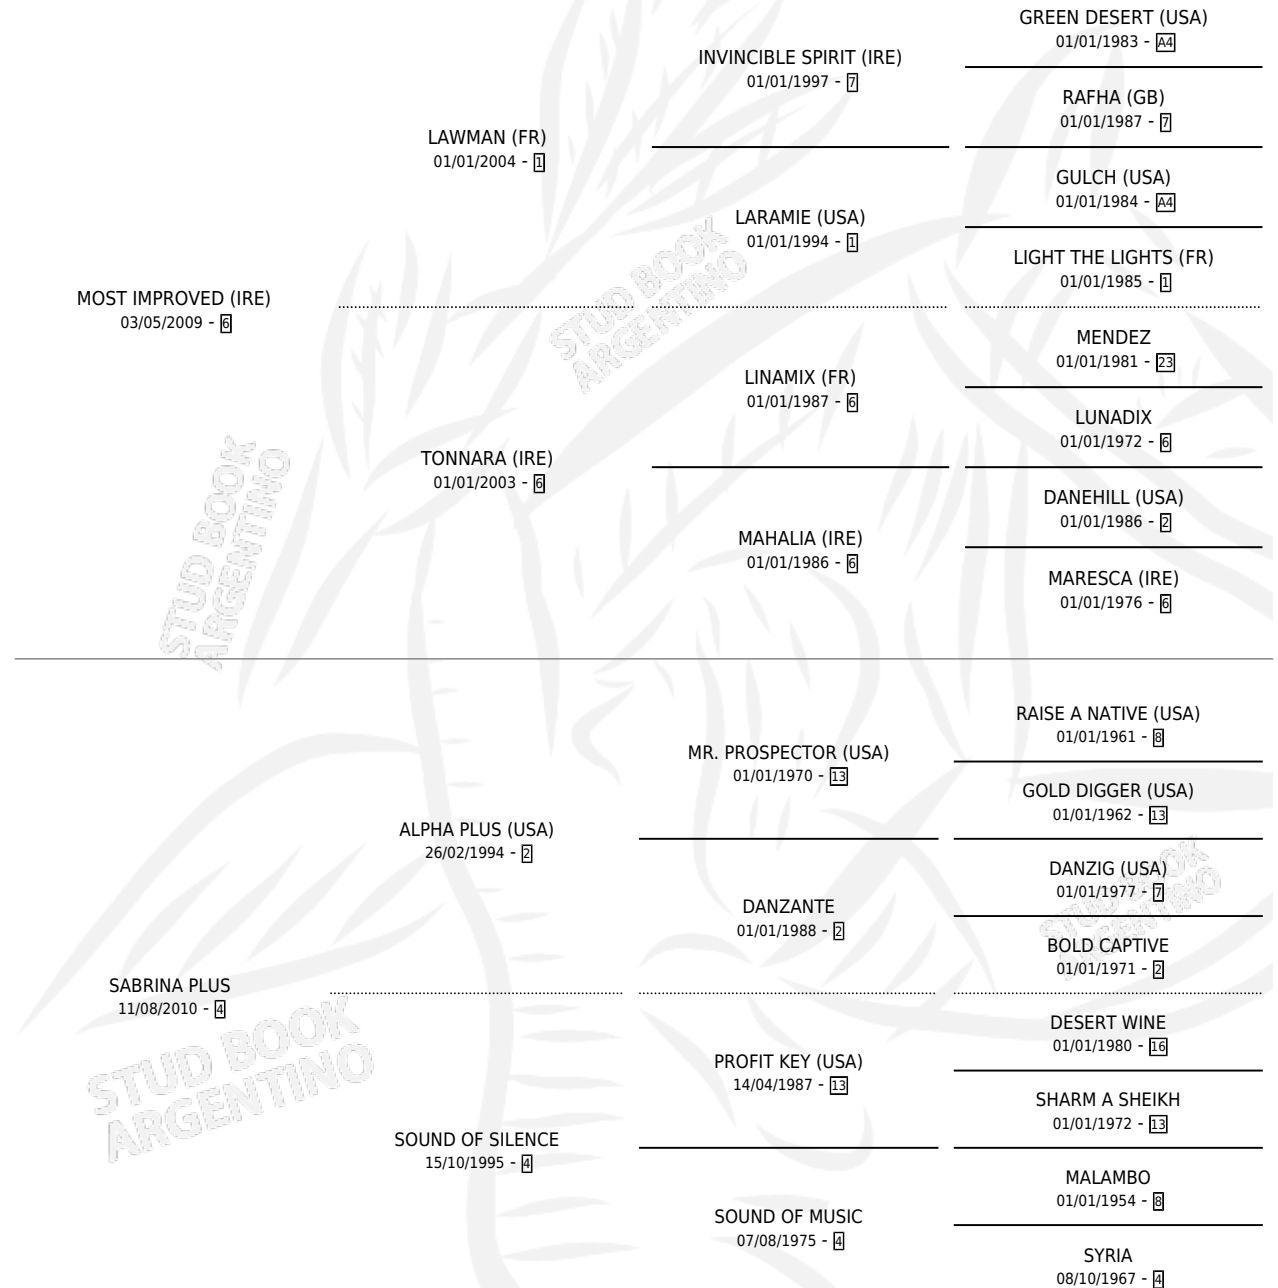 GREEN DESERT (USA)
01/01/1983 - A4
INVINCIBLE SPIRIT (IRE)
01/01/1997 - 7
RAFHA (GB)
01/01/1987 - 7
LAWMAN (FR)
01/01/2004 - 1
GULCH (USA)
01/01/1984 - A4
LARAMIE (USA)
01/01/1994 - 1
LIGHT THE LIGHTS (FR)
01/01/1985 - 1
MOST IMPROVED (IRE)
03/05/2009 - 6
MENDEZ
01/01/1981 - 23
LINAMIX (FR)
01/01/1987 - 6
LUNADIX
01/01/1972 - 6
TONNARA (IRE)
01/01/2003 - 6
DANEHILL (USA)
01/01/1986 - 2
MAHALIA (IRE)
01/01/1986 - 6
MARESCA (IRE)
01/01/1976 - 6
RAISE A NATIVE (USA)
01/01/1961 - 8
MR. PROSPECTOR (USA)
01/01/1970 - 13
GOLD DIGGER (USA)
01/01/1962 - 13
ALPHA PLUS (USA)
26/02/1994 - 2
DANZIG (USA)
01/01/1977 - 7
DANZANTE
01/01/1988 - 2
BOLD CAPTIVE
01/01/1971 - 2
SABRINA PLUS
11/08/2010 - 4
DESERT WINE
01/01/1980 - 16
PROFIT KEY (USA)
14/04/1987 - 13
SHARM A SHEIKH
01/01/1972 - 13
SOUND OF SILENCE
15/10/1995 - 4
MALAMBO
01/01/1954 - 8
SOUND OF MUSIC
07/08/1975 - 4
SYRIA
08/10/1967 - 4
STUD BOOK
ARGENTINO
STUD BOOK
ARGENTINO
STUD BOOK
ARGENTINO
STUD BOOK
ARGENTINO